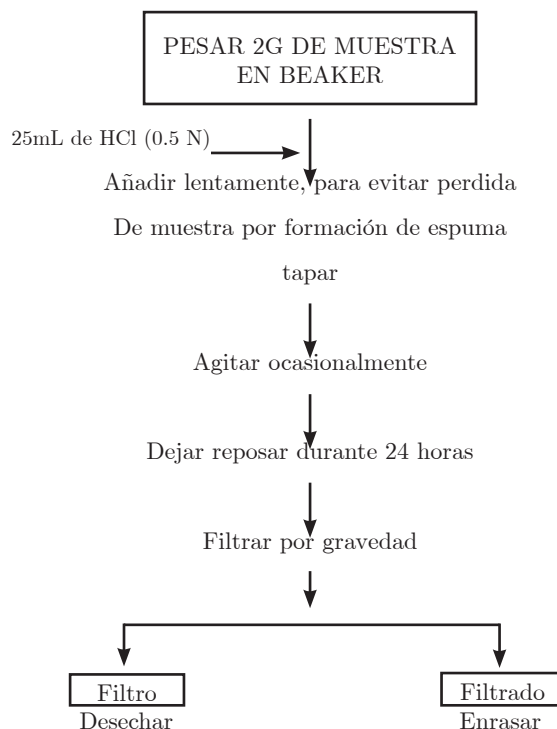 PESAR 2G DE MUESTRA
EN BEAKER
25mL de HCl (0.5 N)
Añadir lentamente, para evitar perdida
De muestra por formación de espuma
tapar
Agitar ocasionalmente
Dejar reposar durante 24 horas
Filtrar por gravedad
Filtro
Desechar
Filtrado
Enrasar